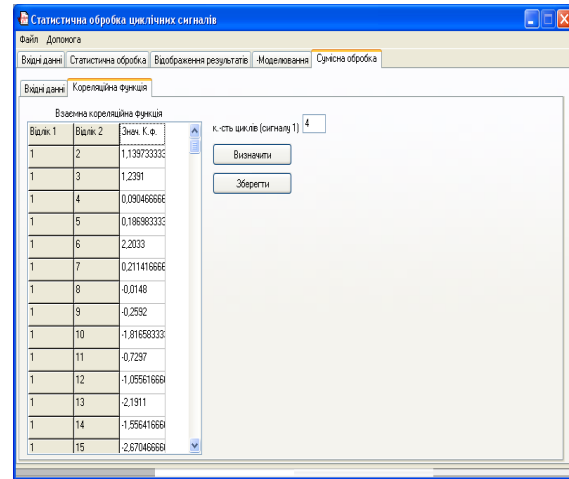 Статистична обробка циклічних сигналів
Файл Допомога
Вхідні данні Статистична обробка Відображення результатів -Моделювання Сумісна обробка
Вхідні данні Кореляційна функція
Взаємна кореляційна функція
к.-сть циклів (сигналу 1) 4
Відлік 1 Відлік 2 Знач. К.ф.
1 2 1,139733333
Визначити
1 3 1,2391
Зберегти
1 4 0,090466666
1 5 0,186983333
1 6 2,2033
1 7 0,211416666
1 8 -0,0148
1 9 -0,2592
1 10 -1,81658333
1 11 -0,7297
1 12 -1,05561666
1 13 -2,1911
1 14 -1,55641666
1 15 -2,67046666